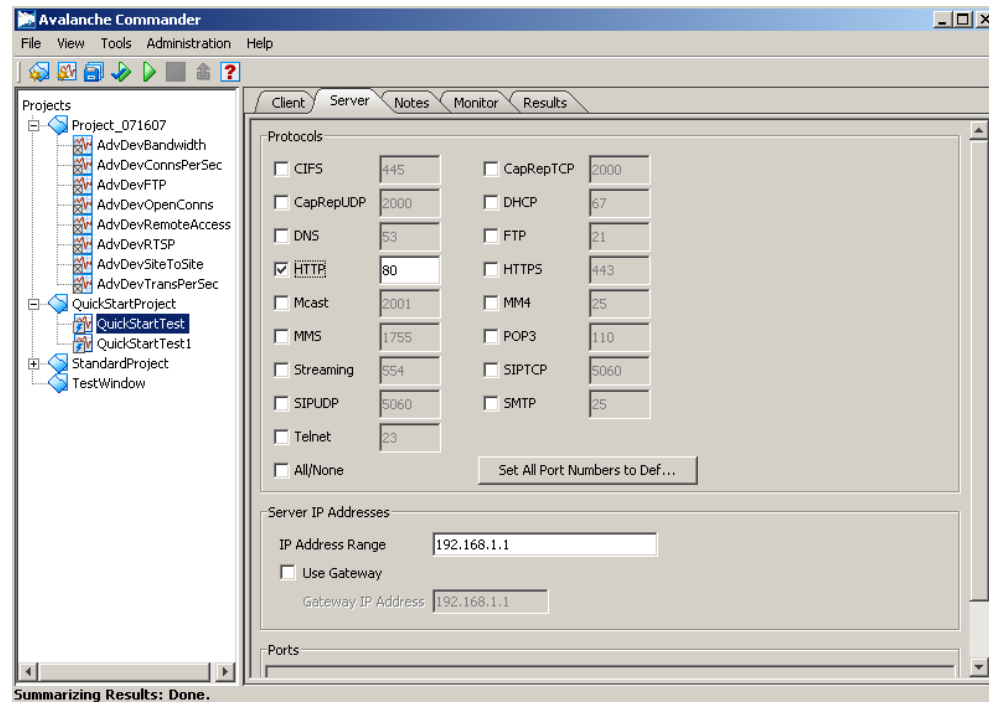 Avalanche Commander
File View Tools Administration Help
?
Projects
Project_071607
AdvDevBandwidth
AdvDevConnsPerSec
AdvDevFTP
AdvDevOpenConns
AdvDevRemoteAccess
AdvDevRTSP
AdvDevSiteToSite
AdvDevTransPerSec
QuickStartProject
QuickStartTest
QuickStartTest1
StandardProject
TestWindow
Client Server Notes Monitor Results
Protocols
CIFS 445 CapRepTCP 2000
CapRepUDP 2000 DHCP 67
DNS 53 FTP 21
HTTP 80 HTTPS 443
Mcast 2001 MM4 25
MMS 1755 POP3 110
Streaming 554 SIPTCP 5060
SIPUDP 5060 SMTP 25
Telnet 23
All/None Set All Port Numbers to Def...
Server IP Addresses
IP Address Range 192.168.1.1
Use Gateway
Gateway IP Address 192.168.1.1
Ports
Summarizing Results: Done.